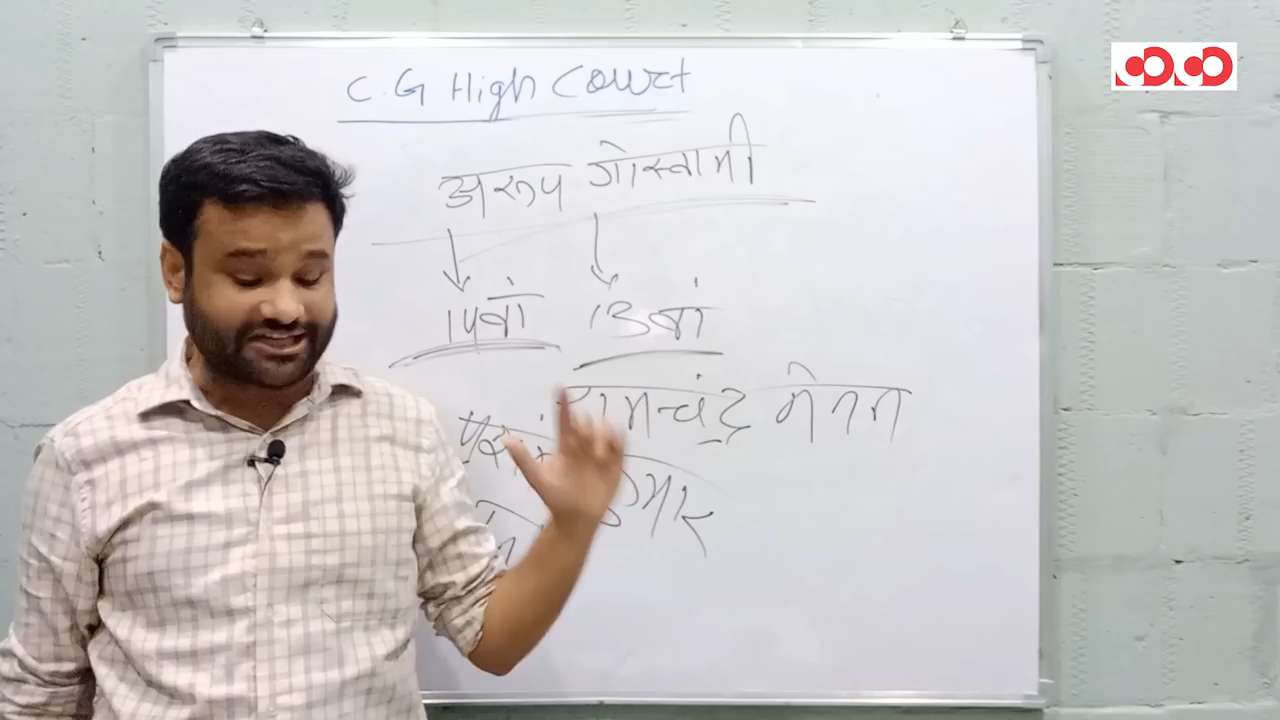 C.G High Court
अरूप गोस्वामी
14वां 13वां
रामचंद्र मेनन
कुमार